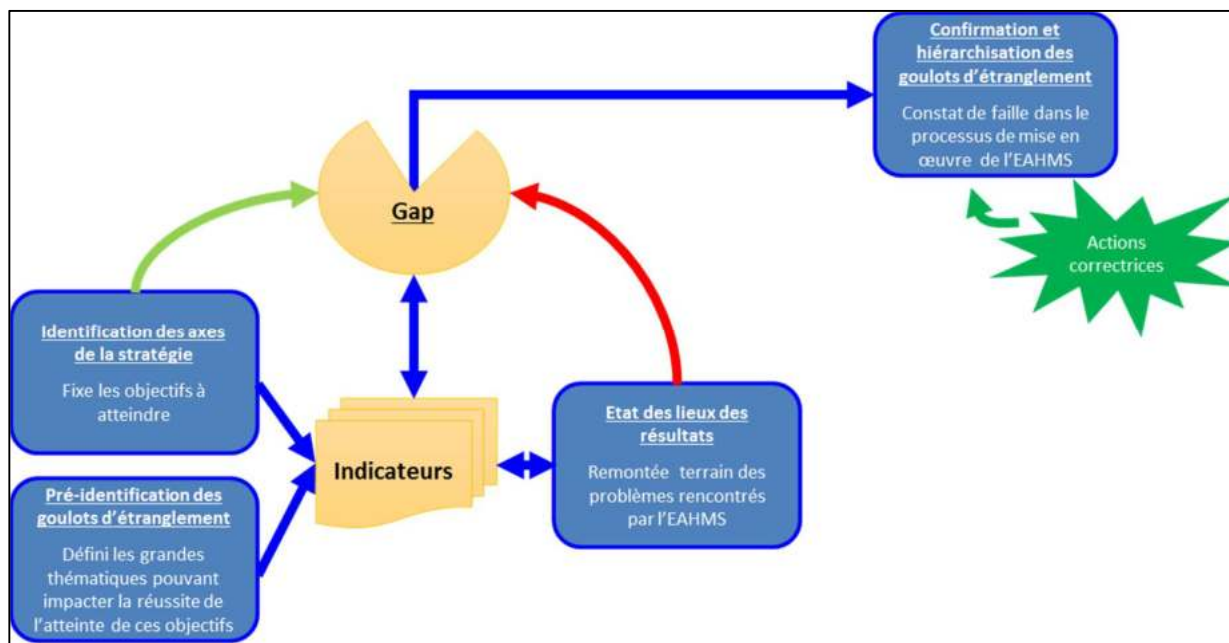 Confirmation et
hiérarchisation des
goulots d'étranglement
Constat de faille dans le
processus de mise en
œuvre de l'EAHMS
Gap
Actions
correctrices
Identification des axes
de la stratégie
Fixe les objectifs à
atteindre
Indicateurs
Etat des lieux des
résultats
Remontée terrain des
problèmes rencontrés
par l'EAHMS
Pré-identification des
goulots d'étranglement
Défini les grandes
thématiques pouvant
impacter la réussite de
l'atteinte de ces objectifs